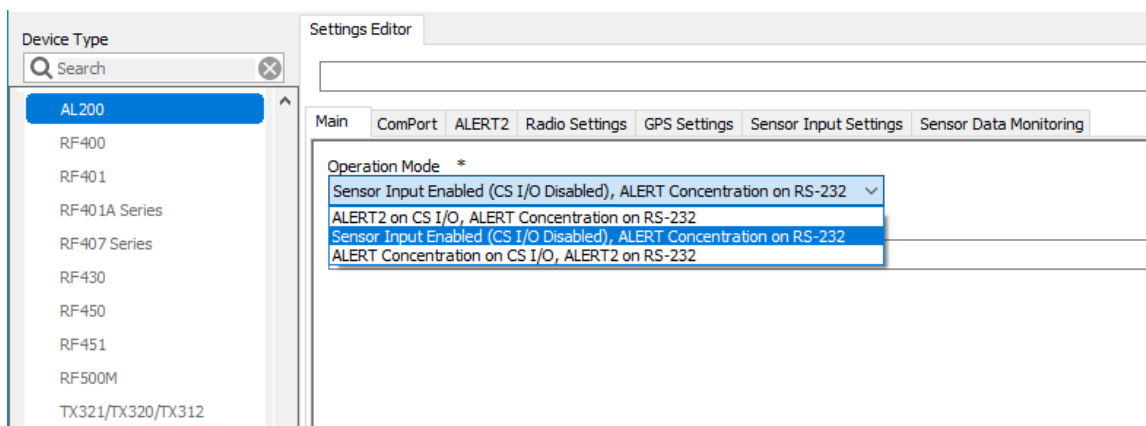 Device Type
Search
AL200
RF400
RF401
RF401A Series
RF407 Series
RF430
RF450
RF451
RF500M
TX321/TX320/TX312
Settings Editor
Main ComPort ALERT2 Radio Settings GPS Settings Sensor Input Settings Sensor Data Monitoring
Operation Mode *
Sensor Input Enabled (CS I/O Disabled), ALERT Concentration on RS-232
ALERT2 on CS I/O, ALERT Concentration on RS-232
Sensor Input Enabled (CS I/O Disabled), ALERT Concentration on RS-232
ALERT Concentration on CS I/O, ALERT2 on RS-232